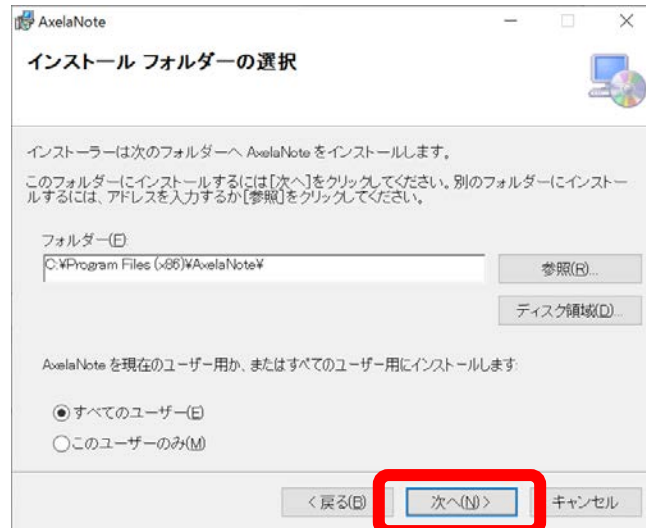 AxelaNote
インストール フォルダーの選択
インストーラーは次のフォルダーへ AxelaNote をインストールします。
このフォルダーにインストールするには[次へ]をクリックしてください。別のフォルダーにインストー
ルするには、アドレスを入力するか[参照]をクリックしてください。
フォルダー(F):
C:¥Program Files (x86)¥AxelaNote¥
参照(R)...
ディスク領域(D)...
AxelaNote を現在のユーザー用か、またはすべてのユーザー用にインストールします:
すべてのユーザー(E)
このユーザーのみ(M)
< 戻る(B) 次へ(N) > キャンセル